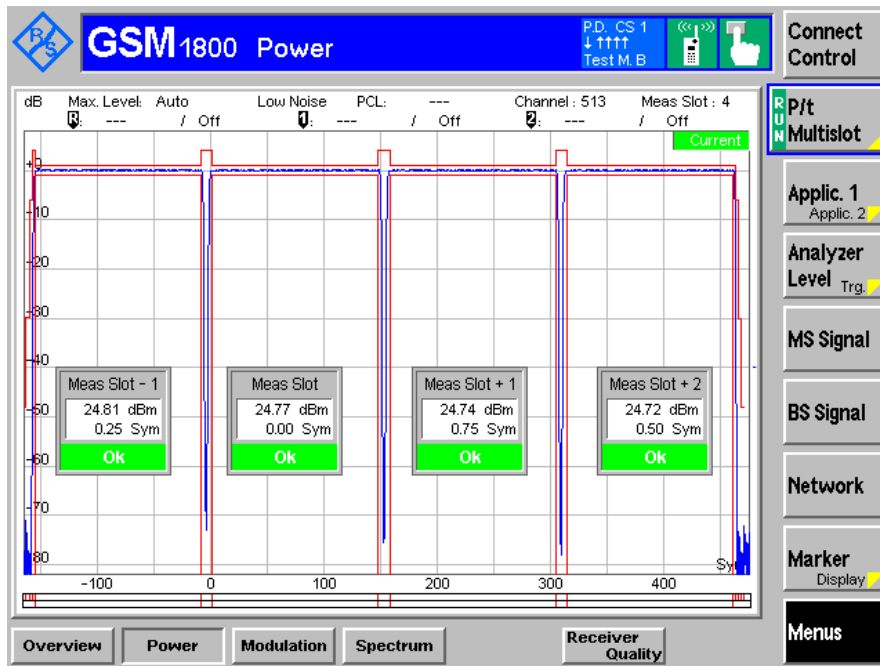 R S
GSM 1800 Power
P.D. CS 1
↓ ↑↑↑↑
Test M. B
Connect
Control
dB Max. Level: Auto Low Noise PCL: --- Channel : 513 Meas Slot : 4
R: --- / Off 1: --- / Off 2: --- / Off
Current
RUN
P/t
Multislot
Applic. 1
Applic. 2
Analyzer
Level Trg.
MS Signal
BS Signal
Network
Marker
Display
Menus
+0
-10
-20
-30
-40
-50
-60
-70
-80
Meas Slot - 1
24.81 dBm
0.25 Sym
Ok
Meas Slot
24.77 dBm
0.00 Sym
Ok
Meas Slot + 1
24.74 dBm
0.75 Sym
Ok
Meas Slot + 2
24.72 dBm
0.50 Sym
Ok
-100 0 100 200 300 400
Overview Power Modulation Spectrum Receiver Quality